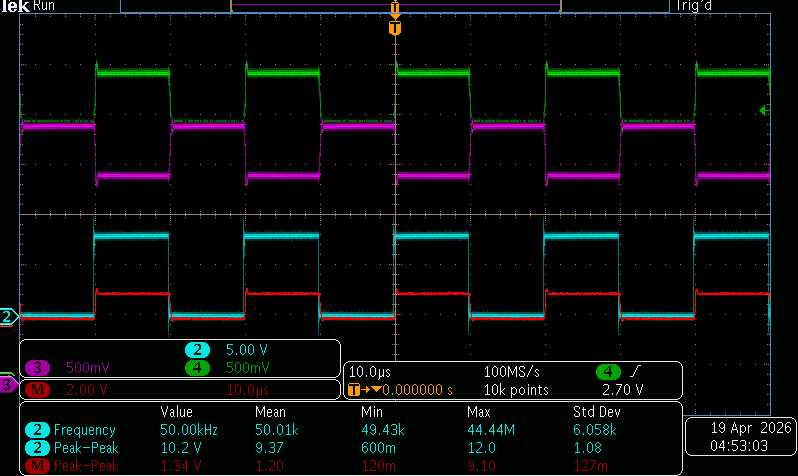 Tek Run Trig'd
T
T
2
2 5.00 V
3 500mV 4 500mV
3
M 2.00 V 10.0µs
10.0µs 100MS/s 4
T 0.000000 s 10k points 2.70 V
Value Mean Min Max Std Dev
2 Frequency 50.00kHz 50.01k 49.43k 44.44M 6.058k
2 Peak-Peak 10.2 V 9.37 600m 12.0 1.08
M Peak-Peak 1.34 V 1.20 120m 9.10 127m
19 Apr 2026
04:53:03